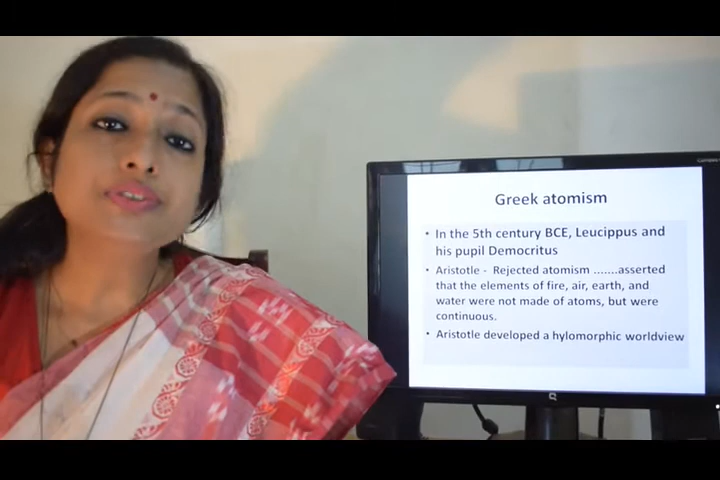 Greek atomism
• In the 5th century BCE, Leucippus and
his pupil Democritus
• Aristotle - Rejected atomism .......asserted
that the elements of fire, air, earth, and
water were not made of atoms, but were
continuous.
• Aristotle developed a hylomorphic worldview